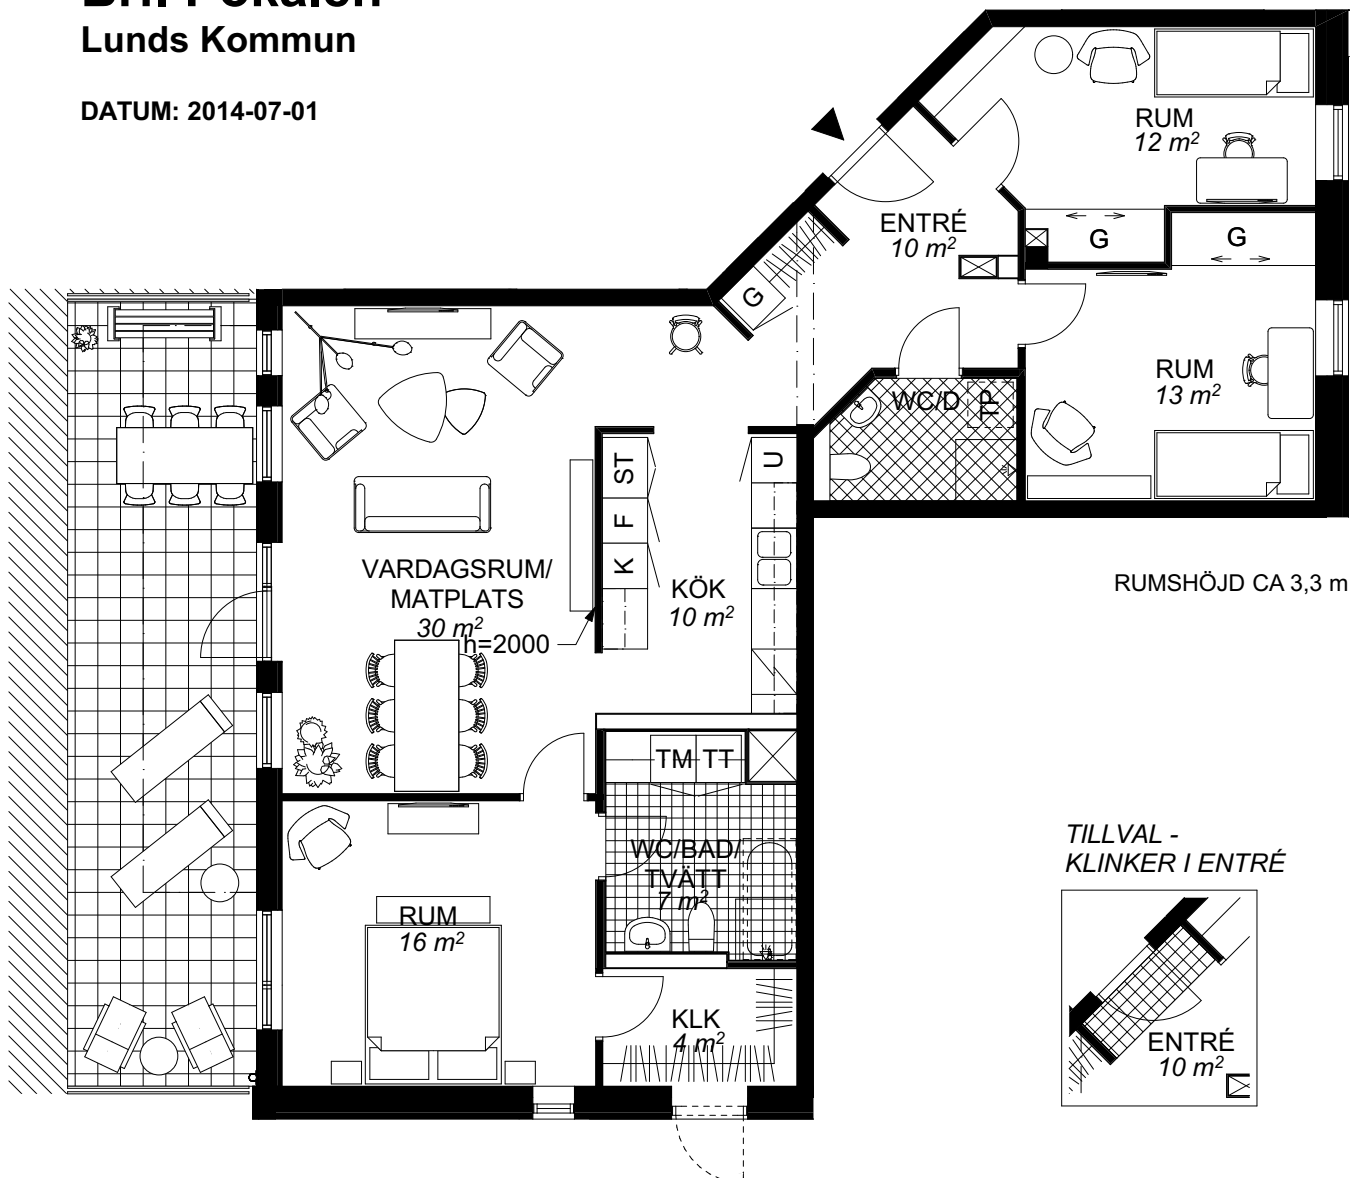 Lunds Kommun
DATUM: 2014-07-01
RUM
12 m²
ENTRÉ
10 m²
G
G
G
RUM
13 m²
WC/D
TP
ST
F
K
U
VARDAGSRUM/
MATPLATS
30 m²
h=2000
KÖK
10 m²
RUMSHÖJD CA 3,3 m
TM TT
WC/BAD/
TVÄTT
7 m²
RUM
16 m²
KLK
4 m²
TILLVAL -
KLINKER I ENTRÉ
ENTRÉ
10 m²